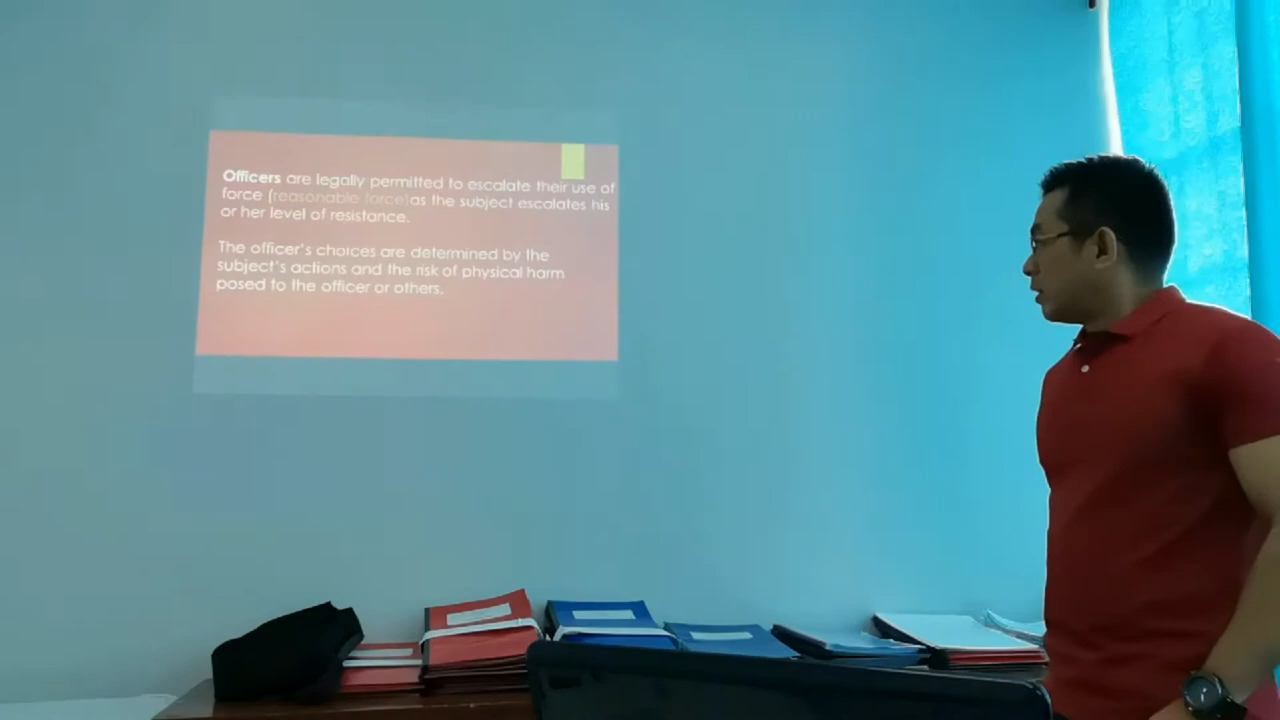 Officers are legally permitted to escalate their use of
force (reasonable force)as the subject escalates his
or her level of resistance.
The officer's choices are determined by the
subject's actions and the risk of physical harm
posed to the officer or others.